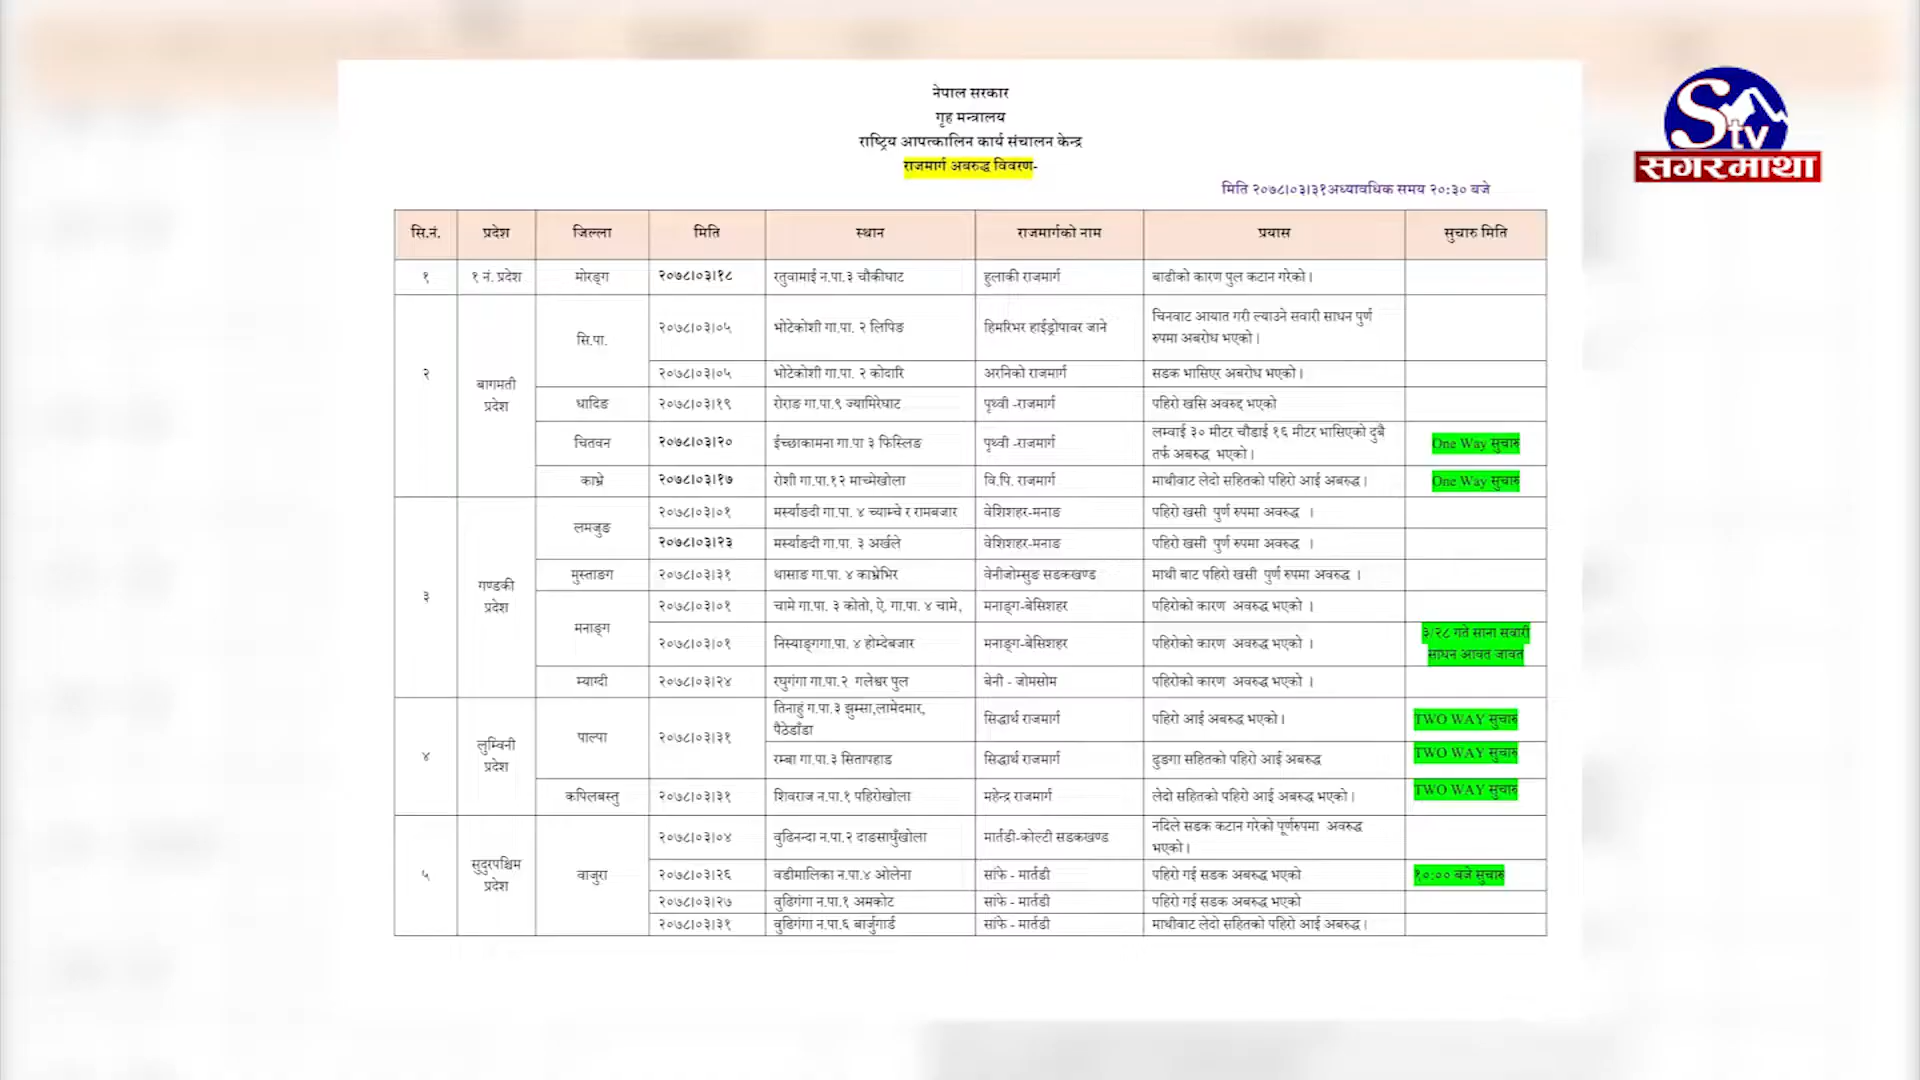 नेपाल सरकार
गृह मन्त्रालय
राष्ट्रिय आपत्कालिन कार्य संचालन केन्द्र
राजमार्ग अबरुद्ध विवरण-
मिति २०७८।०३।३१अध्यावधिक समय २०:३० बजे
Stv
सगरमाथा
सि.नं. प्रदेश जिल्ला मिति स्थान राजमार्गको नाम प्रयास सुचारु मिति
१ १ नं. प्रदेश मोरङ्ग २०७८।०३।१८ रतुवामाई न.पा.३ चौकीघाट हुलाकी राजमार्ग बाढीको कारण पुल कटान गरेको।
२ बागमती प्रदेश सि.पा. २०७८।०३।०५ भोटेकोशी गा.पा. २ लिपिङ हिमरिभर हाईड्रोपावर जाने चिनवाट आयात गरी ल्याउने सवारी साधन पुर्ण
रुपमा अबरोध भएको।
२०७८।०३।०५ भोटेकोशी गा.पा. २ कोदारि अरनिको राजमार्ग सडक भासिएर अबरोध भएको।
धादिङ २०७८।०३।१९ रोराङ गा.पा.९ ज्यामिरेघाट पृथ्वी -राजमार्ग पहिरो खसि अवरुद्द भएको
चितवन २०७८।०३।२० ईच्छाकामना गा.पा ३ फिस्लिङ पृथ्वी -राजमार्ग लम्वाई ३० मीटर चौडाई १६ मीटर भासिएको दुबै
तर्फ अबरुद्ध भएको। One Way सुचारु
काभ्रे २०७८।०३।१७ रोशी गा.पा.१२ माच्मेखोला वि.पि. राजमार्ग माथीवाट लेदो सहितको पहिरो आई अबरुद्ध। One Way सुचारु
३ गण्डकी प्रदेश लमजुङ २०७८।०३।०१ मर्स्याङदी गा.पा. ४ च्याम्चे र रामबजार वेशिशहर-मनाङ पहिरो खसी पुर्ण रुपमा अवरुद्ध ।
२०७८।०३।२३ मर्स्याङदी गा.पा. ३ अर्खले वेशिशहर-मनाङ पहिरो खसी पुर्ण रुपमा अवरुद्ध ।
मुस्ताङग २०७८।०३।३१ थासाङ गा.पा. ४ काभ्रेभिर वेनीजोम्सुङ सडकखण्ड माथी बाट पहिरो खसी पुर्ण रुपमा अवरुद्ध ।
मनाङ्ग २०७८।०३।०१ चामे गा.पा. ३ कोतो, ऐ. गा.पा. ४ चामे, मनाङ्ग-बेसिशहर पहिरोको कारण अवरुद्ध भएको ।
२०७८।०३।०१ निस्याङ्गगा.पा. ४ होम्देबजार मनाङ्ग-बेसिशहर पहिरोको कारण अवरुद्ध भएको । ३/२८ गते साना सवारी
साधन आवत जावत
म्याग्दी २०७८।०३।२४ रघुगंगा गा.पा.२ गलेश्वर पुल बेनी - जोमसोम पहिरोको कारण अवरुद्ध भएको ।
४ लुम्विनी प्रदेश पाल्पा २०७८।०३।३१ तिनाहुं ग.पा.३ झुम्सा,लामेदमार,
पैठेडाँडा सिद्धार्थ राजमार्ग पहिरो आई अबरुद्ध भएको। TWO WAY सुचारु
रम्बा गा.पा.३ सितापहाड सिद्धार्थ राजमार्ग ढुङगा सहितको पहिरो आई अबरुद्ध TWO WAY सुचारु
कपिलबस्तु २०७८।०३।३१ शिवराज न.पा.१ पहिरोखोला महेन्द्र राजमार्ग लेदो सहितको पहिरो आई अबरुद्ध भएको। TWO WAY सुचारु
५ सुदुरपश्चिम प्रदेश वाजुरा २०७८।०३।०४ वुढिनन्दा न.पा.२ दाडसाघुँखोला मार्तडी-कोल्टी सडकखण्ड नदिले सडक कटान गरेको पूर्णरुपमा अवरुद्ध
भएको।
२०७८।०३।२६ वडीमालिका न.पा.४ ओलेना सांफे - मार्तडी पहिरो गई सडक अबरुद्ध भएको १०:०० बजे सुचारु
२०७८।०३।२७ वुढिगंगा न.पा.१ अमकोट सांफे - मार्तडी पहिरो गई सडक अबरुद्ध भएको
२०७८।०३।३१ वुढिगंगा न.पा.६ बार्जुगार्ड सांफे - मार्तडी माथीवाट लेदो सहितको पहिरो आई अबरुद्ध।